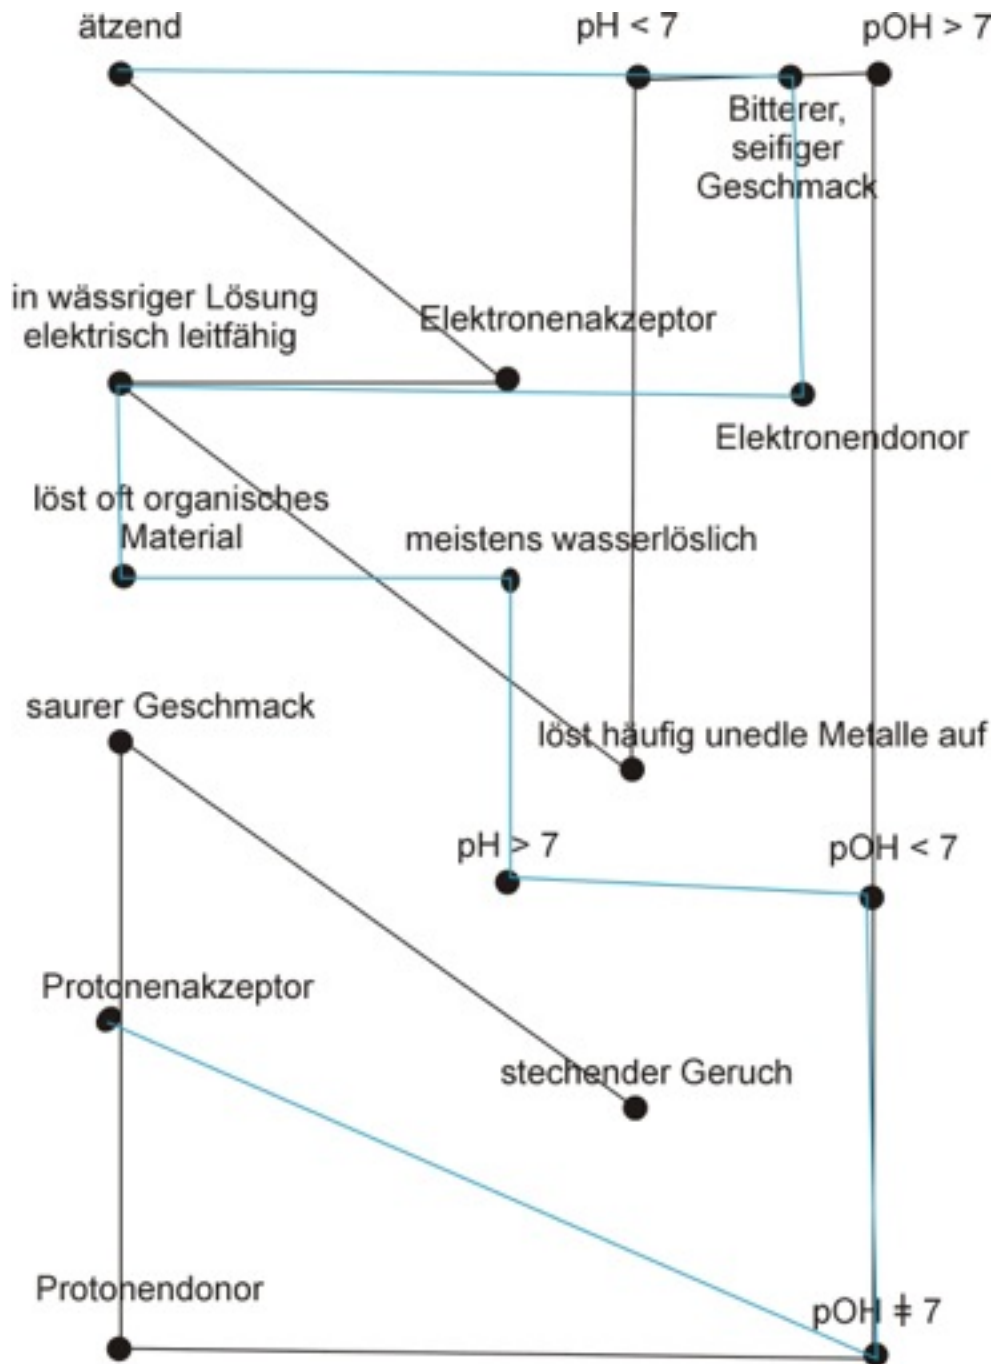 ätzend
pH < 7
pOH > 7
Bitterer,
seifiger
Geschmack
in wässriger Lösung
elektrisch leitfähig
Elektronenakzeptor
Elektronendonor
löst oft organisches
Material
meistens wasserlöslich
saurer Geschmack
löst häufig unedle Metalle auf
pH > 7
pOH < 7
Protonenakzeptor
stechender Geruch
Protonendonor
pOH ǂ 7